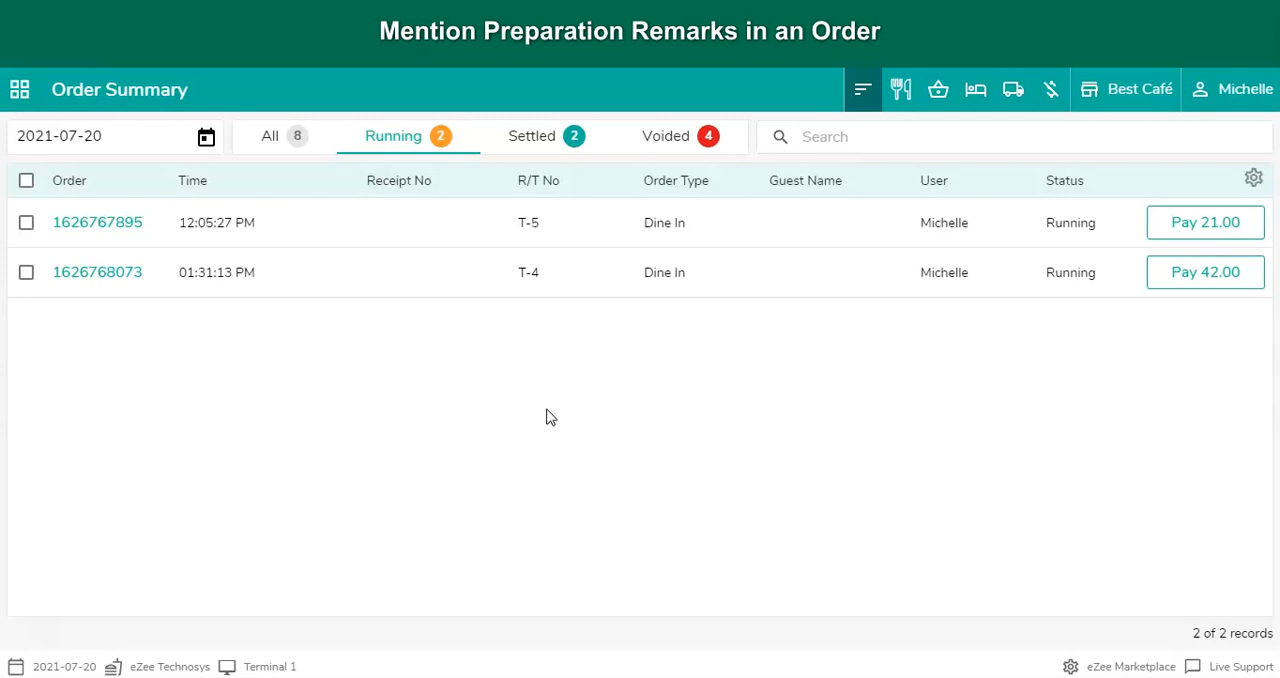 Mention Preparation Remarks in an Order
Order Summary Best Café Michelle
2021-07-20 All 8 Running 2 Settled 2 Voided 4 Search
Order Time Receipt No R/T No Order Type Guest Name User Status
1626767895 12:05:27 PM T-5 Dine In Michelle Running Pay 21.00
1626768073 01:31:13 PM T-4 Dine In Michelle Running Pay 42.00
2 of 2 records
2021-07-20 eZee Technosys Terminal 1 eZee Marketplace Live Support